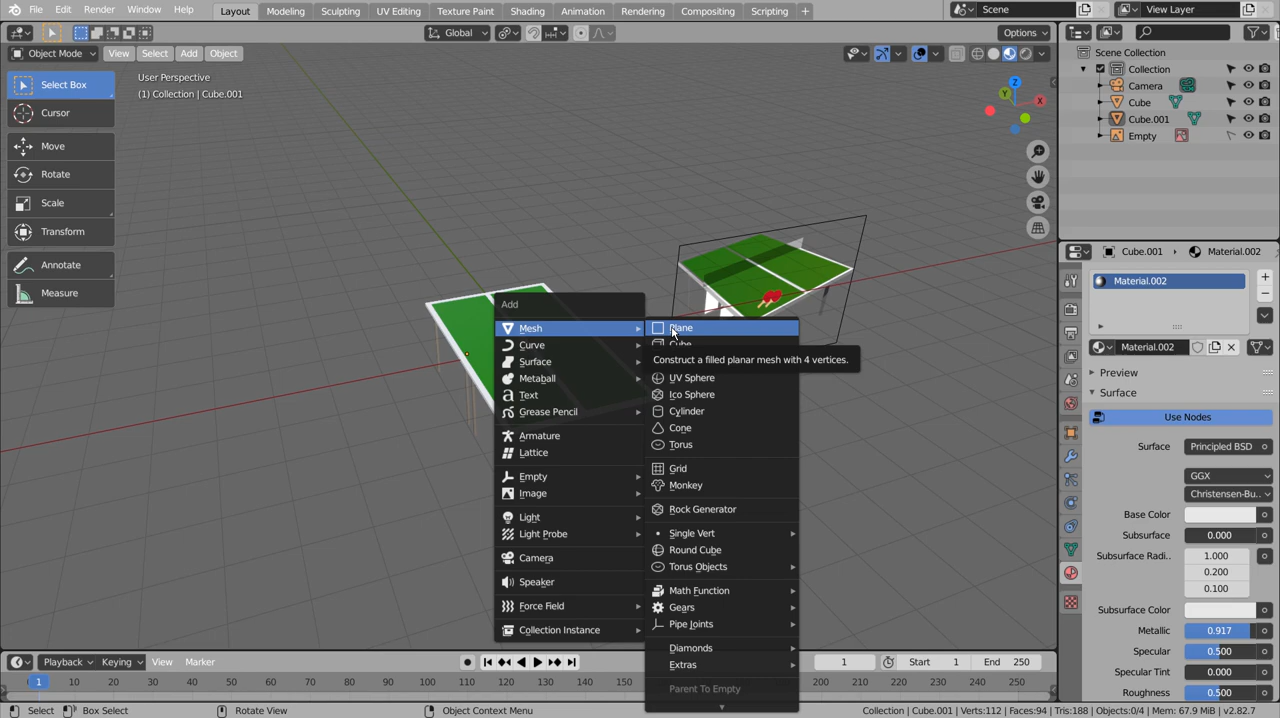 File Edit Render Window Help Layout Modeling Sculpting UV Editing Texture Paint Shading Animation Rendering Compositing Scripting + Scene View Layer
Global Options
Object Mode View Select Add Object
User Perspective
(1) Collection | Cube.001
Select Box
Cursor
Move
Rotate
Scale
Transform
Annotate
Measure
Z
Y
X
Add
Mesh
Curve
Surface
Metaball
Text
Grease Pencil
Armature
Lattice
Empty
Image
Light
Light Probe
Camera
Speaker
Force Field
Collection Instance
Plane
Cube
Construct a filled planar mesh with 4 vertices.
UV Sphere
Ico Sphere
Cylinder
Cone
Torus
Grid
Monkey
Rock Generator
Single Vert
Round Cube
Torus Objects
Math Function
Gears
Pipe Joints
Diamonds
Extras
Parent To Empty
Scene Collection
Collection
Camera
Cube
Cube.001
Empty
Cube.001 Material.002
Material.002
Material.002
Preview
Surface
Use Nodes
Surface Principled BSD
GGX
Christensen-Bu..
Base Color
Subsurface 0.000
Subsurface Radi.. 1.000
0.200
0.100
Subsurface Color
Metallic 0.917
Specular 0.500
Specular Tint 0.000
Roughness 0.500
Playback Keying View Marker 1 Start 1 End 250
1 10 20 30 40 50 60 70 80 90 100 110 120 130 140 150 200 210 220 230 240 250
Select Box Select Rotate View Object Context Menu Collection | Cube.001 | Verts:112 | Faces:94 | Tris:188 | Objects:0/4 | Mem: 67.9 MiB | v2.82.7